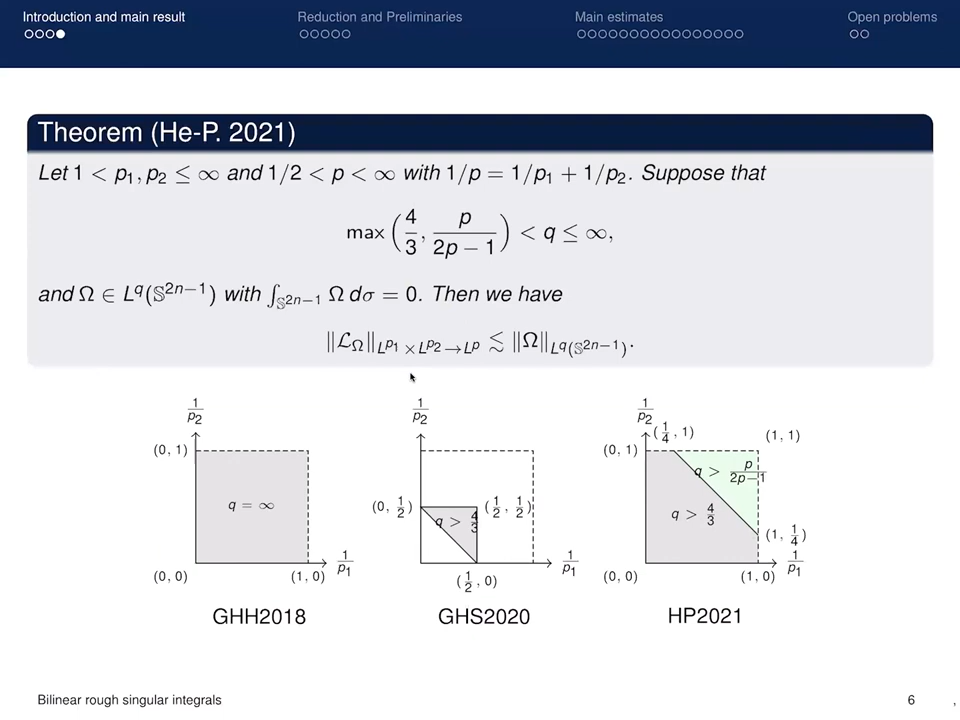 Introduction and main result Reduction and Preliminaries Main estimates Open problems
Theorem (He-P. 2021)
Let 1 < p₁, p₂ ≤ ∞ and 1/2 < p < ∞ with 1/p = 1/p₁ + 1/p₂. Suppose that
max(4/3, p/(2p − 1)) < q ≤ ∞,
and Ω ∈ L^q(𝕊^{2n−1}) with ∫_{𝕊^{2n−1}} Ω dσ = 0. Then we have
‖ℒ_Ω‖_{L^{p₁}×L^{p₂}→L^p} ≲ ‖Ω‖_{L^q(𝕊^{2n−1})}.
1/p₂
(0, 1)
q = ∞
(0, 0)
(1, 0)
1/p₁
GHH2018
1/p₂
(0, 1/2)
(1/2, 1/2)
q > 4/3
(1/2, 0)
1/p₁
GHS2020
1/p₂
(1/4, 1)
(1, 1)
(0, 1)
q > p/(2p−1)
q > 4/3
(1, 1/4)
(0, 0)
(1, 0)
1/p₁
HP2021
Bilinear rough singular integrals 6 ,